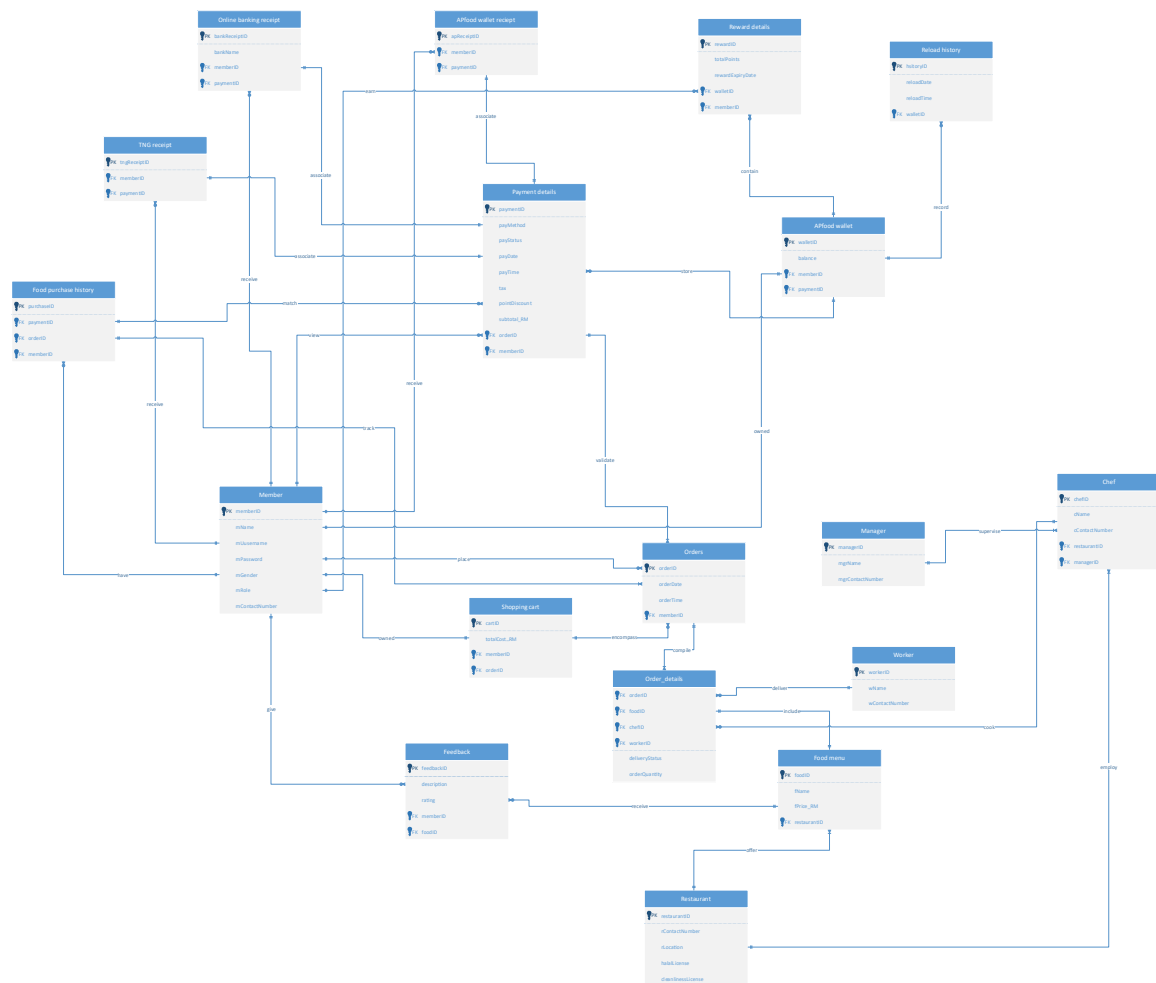 Online banking receipt
PK bankReceiptID
bankName
FK memberID
FK paymentID
APfood wallet reciept
PK apReceiptID
FK memberID
FK paymentID
Reward details
PK rewardID
totalPoints
rewardExpiryDate
FK walletID
FK memberID
Reload history
PK historyID
reloadDate
reloadTime
FK walletID
earn
associate
TNG receipt
PK tngReceiptID
FK memberID
FK paymentID
associate
contain
record
Payment details
PK paymentID
payMethod
payStatus
payDate
payTime
tax
pointDiscount
subtotal_RM
FK orderID
FK memberID
APfood wallet
PK walletID
balance
FK memberID
FK paymentID
associate
store
receive
Food purchase history
PK purchaseID
FK paymentID
FK orderID
FK memberID
match
view
receive
receive
track
owned
validate
Member
PK memberID
mName
mUsername
mPassword
mGender
mRole
mContactNumber
Chef
PK chefID
cName
cContactNumber
FK restaurantID
FK managerID
Manager
PK managerID
mgrName
mgrContactNumber
supervise
Orders
PK orderID
orderDate
orderTime
FK memberID
place
have
Shopping cart
PK cartID
totalCost_RM
FK memberID
FK orderID
owned
encompass
compile
Worker
PK workerID
wName
wContactNumber
Order_details
FK orderID
FK foodID
FK chefID
FK workerID
deliveryStatus
orderQuantity
deliver
include
cook
give
Feedback
PK feedbackID
description
rating
FK memberID
FK foodID
Food menu
PK foodID
fName
fPrice_RM
FK restaurantID
receive
employ
offer
Restaurant
PK restaurantID
rContactNumber
rLocation
halalLicense
cleanlinessLicense